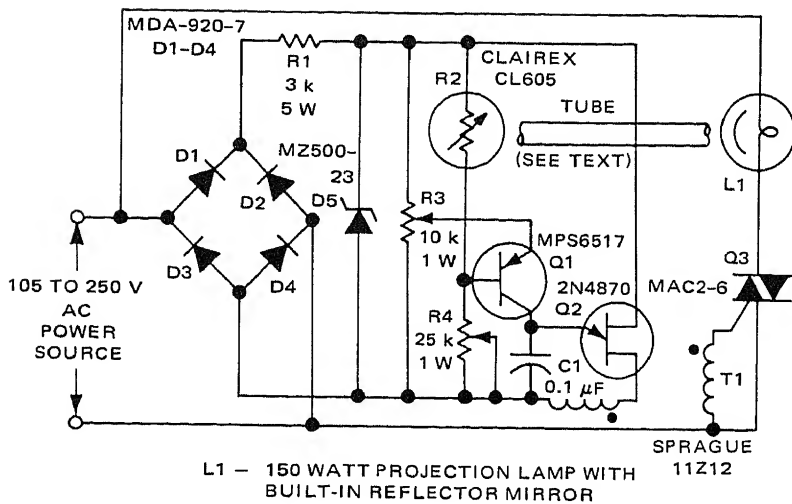 MDA-920-7
D1-D4
R1
3 k
5 W
CLAIREX
CL605
R2
TUBE
(SEE TEXT)
L1
D1
D2
MZ500-
23
D5
D3
D4
R3
10 k
1 W
MPS6517
Q1
2N4870
Q2
Q3
MAC2-6
105 TO 250 V
AC
POWER
SOURCE
R4
25 k
1 W
C1
0.1 μF
T1
SPRAGUE
11Z12
L1 – 150 WATT PROJECTION LAMP WITH
BUILT-IN REFLECTOR MIRROR